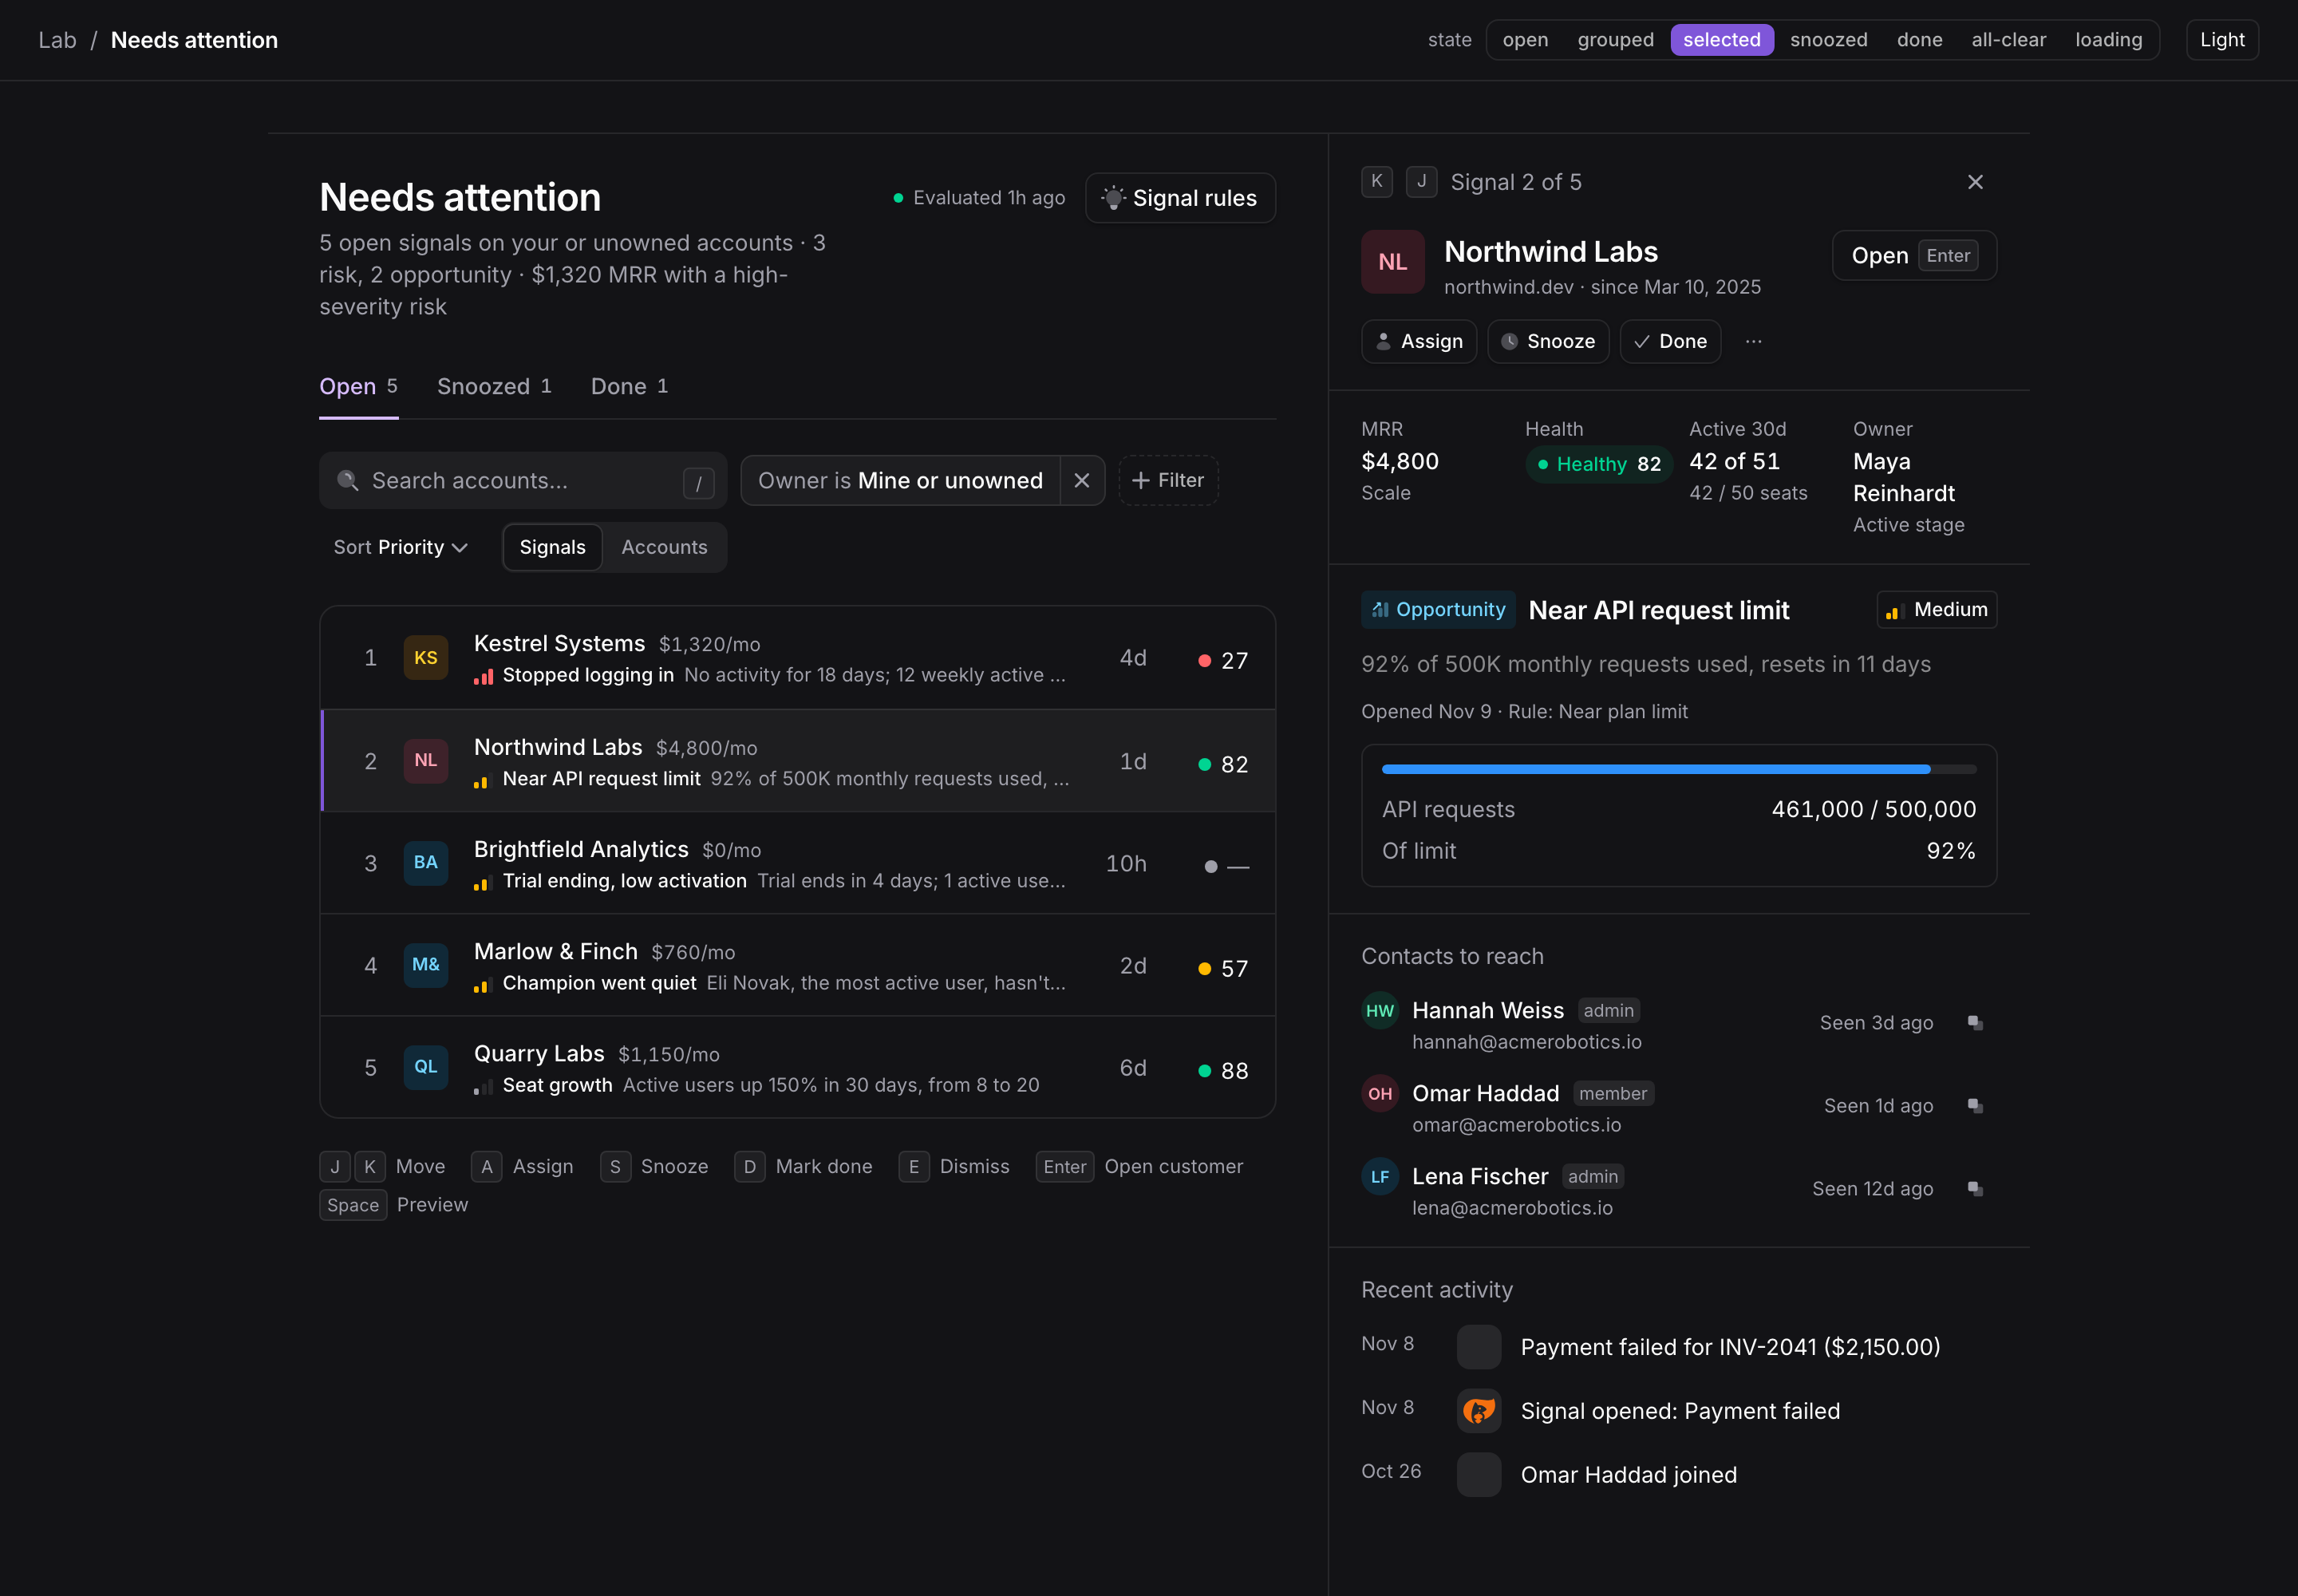 Lab / Needs attention
state open grouped selected snoozed done all-clear loading Light
Needs attention
Evaluated 1h ago
Signal rules
5 open signals on your or unowned accounts · 3
risk, 2 opportunity · $1,320 MRR with a high-
severity risk
Open 5 Snoozed 1 Done 1
Search accounts... /
Owner is Mine or unowned
Filter
Sort Priority
Signals Accounts
1 KS Kestrel Systems $1,320/mo 4d 27
Stopped logging in No activity for 18 days; 12 weekly active ...
2 NL Northwind Labs $4,800/mo 1d 82
Near API request limit 92% of 500K monthly requests used, ...
3 BA Brightfield Analytics $0/mo 10h —
Trial ending, low activation Trial ends in 4 days; 1 active use...
4 M& Marlow & Finch $760/mo 2d 57
Champion went quiet Eli Novak, the most active user, hasn't...
5 QL Quarry Labs $1,150/mo 6d 88
Seat growth Active users up 150% in 30 days, from 8 to 20
J K Move A Assign S Snooze D Mark done E Dismiss Enter Open customer
Space Preview
K J Signal 2 of 5
NL Northwind Labs
northwind.dev · since Mar 10, 2025
Open Enter
Assign Snooze Done ...
MRR Health Active 30d Owner
$4,800 Healthy 82 42 of 51 Maya
Reinhardt
Scale 42 / 50 seats
Active stage
Opportunity Near API request limit Medium
92% of 500K monthly requests used, resets in 11 days
Opened Nov 9 · Rule: Near plan limit
API requests 461,000 / 500,000
Of limit 92%
Contacts to reach
HW Hannah Weiss admin
hannah@acmerobotics.io
Seen 3d ago
OH Omar Haddad member
omar@acmerobotics.io
Seen 1d ago
LF Lena Fischer admin
lena@acmerobotics.io
Seen 12d ago
Recent activity
Nov 8 Payment failed for INV-2041 ($2,150.00)
Nov 8 Signal opened: Payment failed
Oct 26 Omar Haddad joined